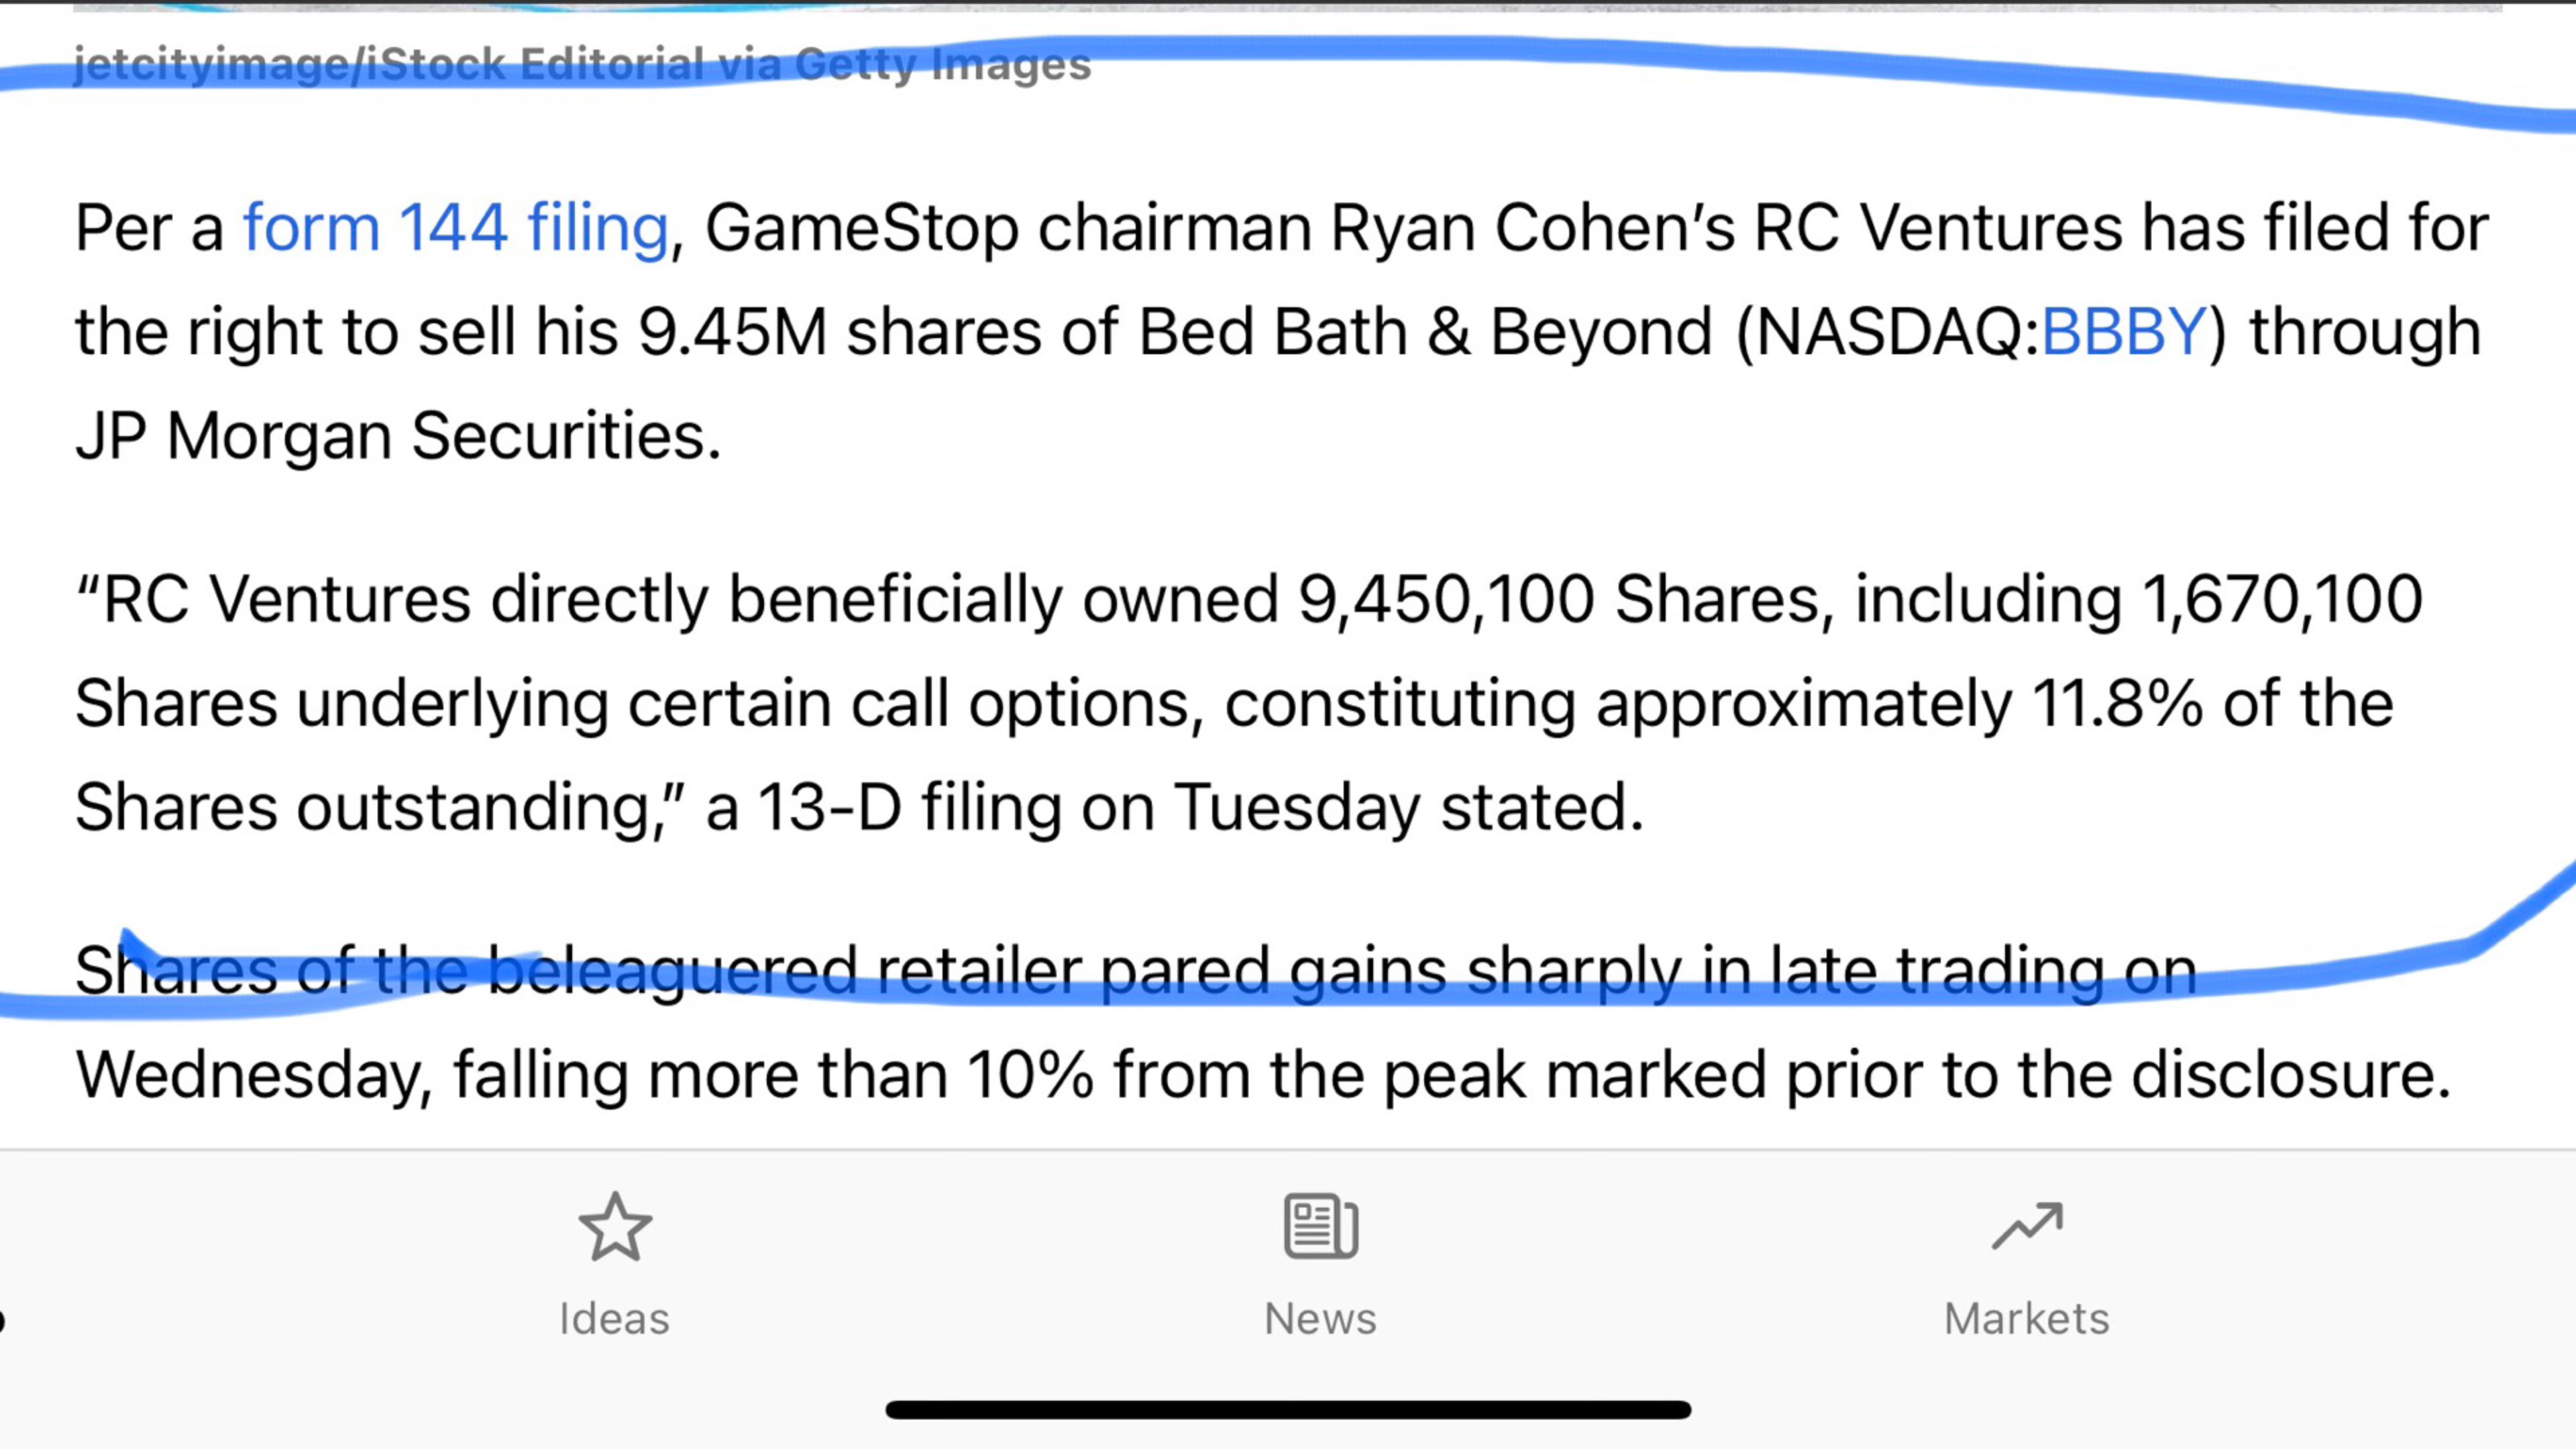 jetcityimage/iStock Editorial via Getty Images
Per a form 144 filing, GameStop chairman Ryan Cohen’s RC Ventures has filed for
the right to sell his 9.45M shares of Bed Bath & Beyond (NASDAQ:BBBY) through
JP Morgan Securities.
“RC Ventures directly beneficially owned 9,450,100 Shares, including 1,670,100
Shares underlying certain call options, constituting approximately 11.8% of the
Shares outstanding,” a 13-D filing on Tuesday stated.
Shares of the beleaguered retailer pared gains sharply in late trading on
Wednesday, falling more than 10% from the peak marked prior to the disclosure.
Ideas News Markets